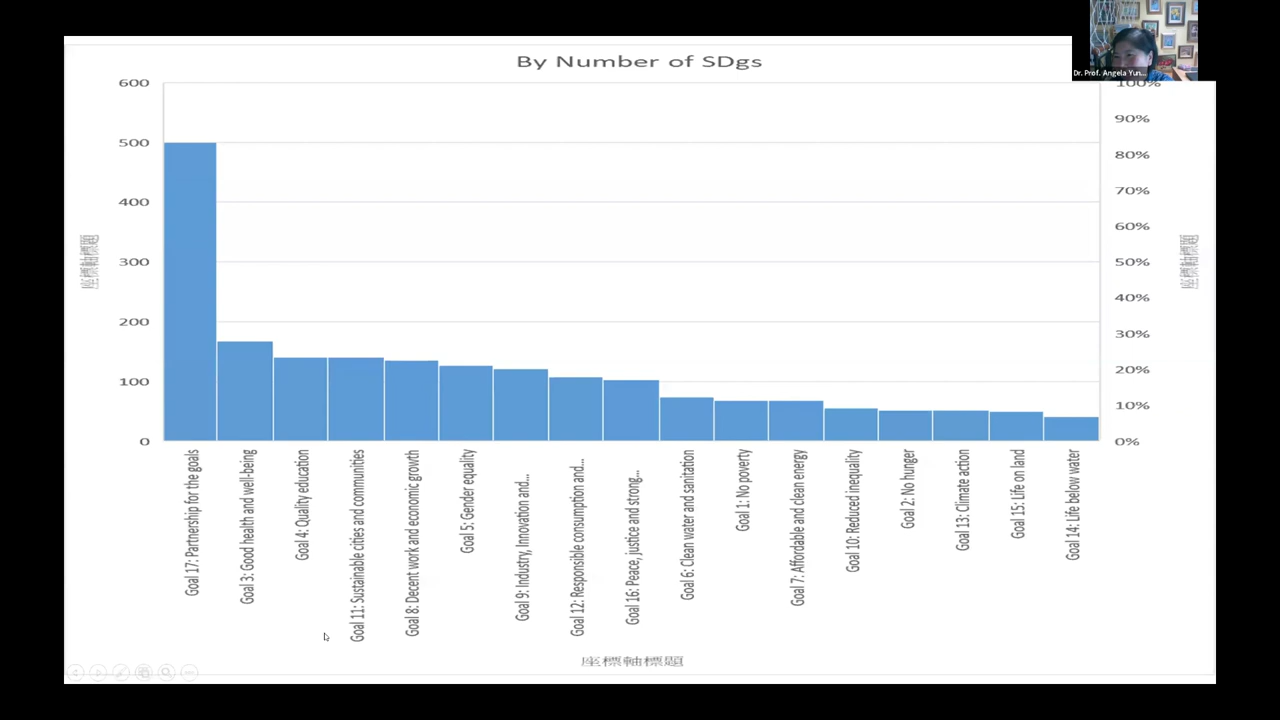 By Number of SDgs
Dr. Prof. Angela Yun...
600
500
400
300
200
100
0
100%
90%
80%
70%
60%
50%
40%
30%
20%
10%
0%
座標軸標題
座標軸標題
Goal 17: Partnership for the goals
Goal 3: Good health and well-being
Goal 4: Quality education
Goal 11: Sustainable cities and communities
Goal 8: Decent work and economic growth
Goal 5: Gender equality
Goal 9: Industry, Innovation and...
Goal 12: Responsible consumption and...
Goal 16: Peace, justice and strong...
Goal 6: Clean water and sanitation
Goal 1: No poverty
Goal 7: Affordable and clean energy
Goal 10: Reduced inequality
Goal 2: No hunger
Goal 13: Climate action
Goal 15: Life on land
Goal 14: Life below water
座標軸標題